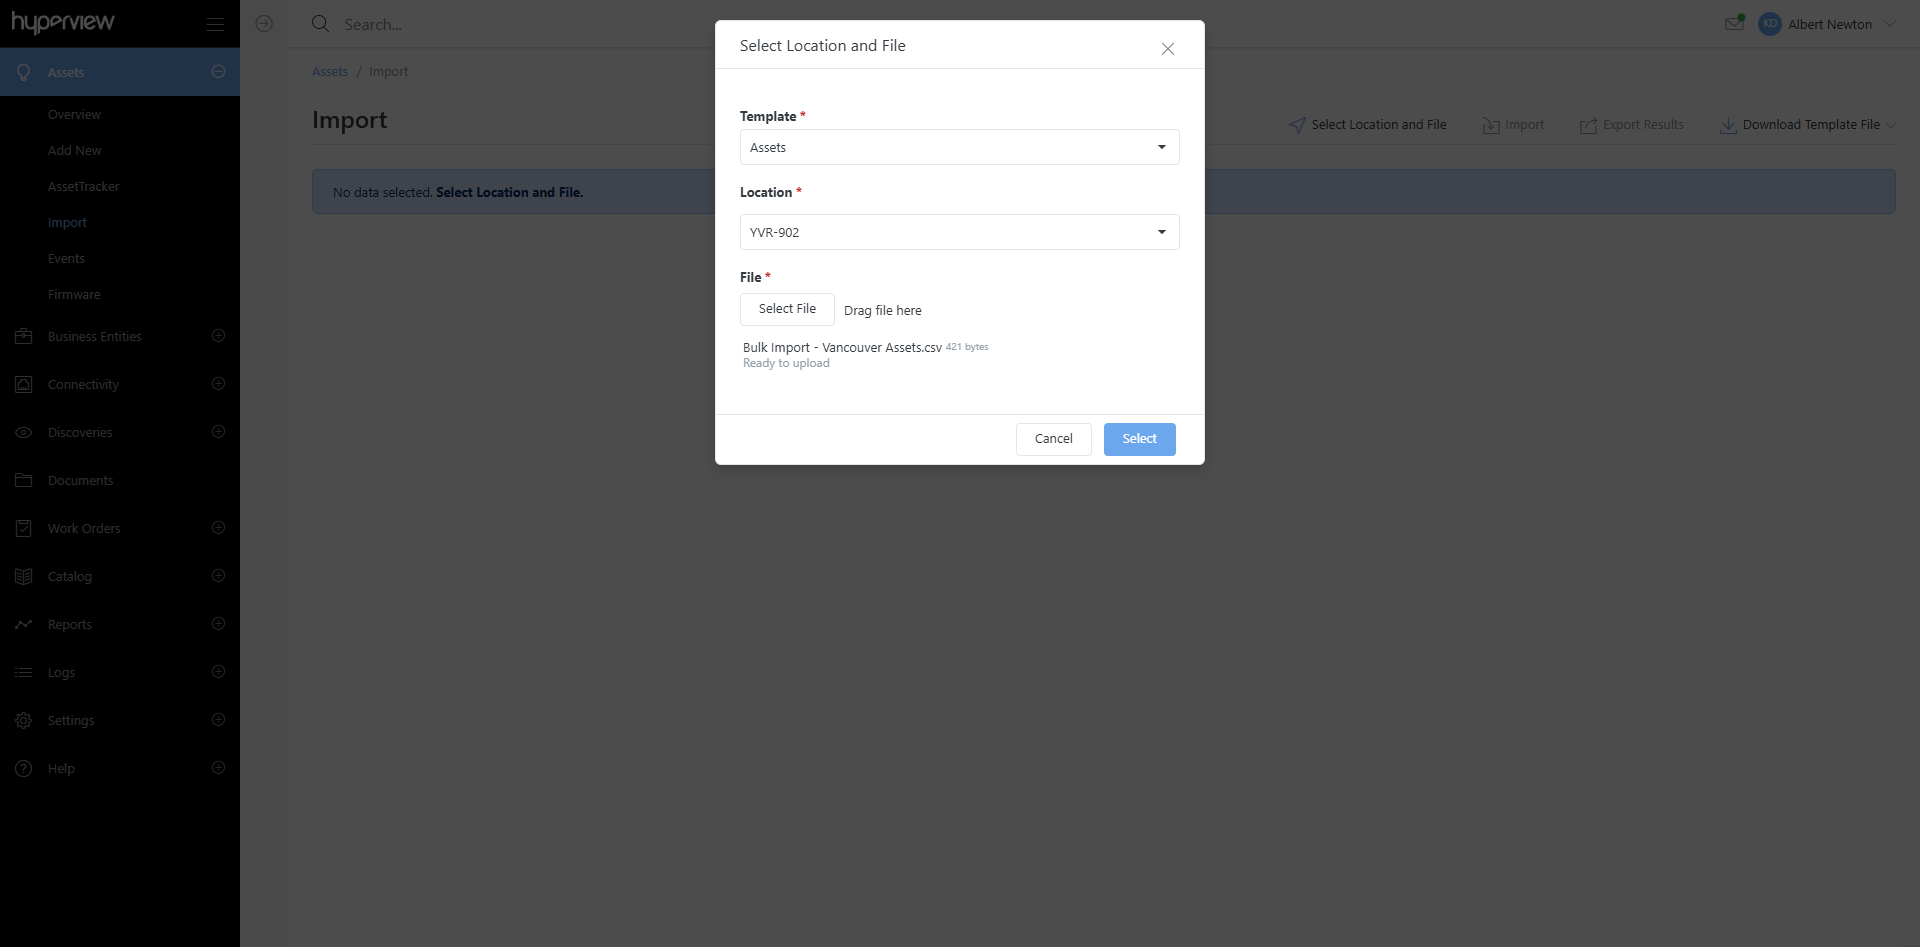 hyperview
Search...
KD Albert Newton
Assets
Overview
Add New
AssetTracker
Import
Events
Firmware
Business Entities
Connectivity
Discoveries
Documents
Work Orders
Catalog
Reports
Logs
Settings
Help
Assets / Import
Import
Select Location and File
Import
Export Results
Download Template File
No data selected. Select Location and File.
Select Location and File
Template *
Assets
Location *
YVR-902
File *
Select File Drag file here
Bulk Import - Vancouver Assets.csv 421 bytes
Ready to upload
Cancel
Select